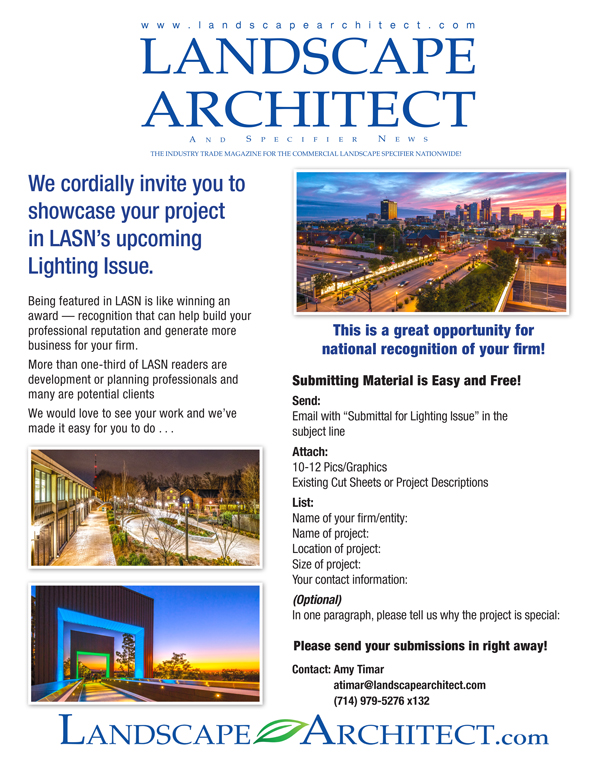 www.landscapearchitect.com
LANDSCAPE
ARCHITECT
AND SPECIFIER NEWS
THE INDUSTRY TRADE MAGAZINE FOR THE COMMERCIAL LANDSCAPE SPECIFIER NATIONWIDE!
We cordially invite you to
showcase your project
in LASN's upcoming
Lighting Issue.
Being featured in LASN is like winning an
award — recognition that can help build your
professional reputation and generate more
business for your firm.
More than one-third of LASN readers are
development or planning professionals and
many are potential clients
We would love to see your work and we've
made it easy for you to do . . .
This is a great opportunity for
national recognition of your firm!
Submitting Material is Easy and Free!
Send:
Email with “Submittal for Lighting Issue” in the
subject line
Attach:
10-12 Pics/Graphics
Existing Cut Sheets or Project Descriptions
List:
Name of your firm/entity:
Name of project:
Location of project:
Size of project:
Your contact information:
(Optional)
In one paragraph, please tell us why the project is special:
Please send your submissions in right away!
Contact: Amy Timar
atimar@landscapearchitect.com
(714) 979-5276 x132
LANDSCAPE ARCHITECT.com